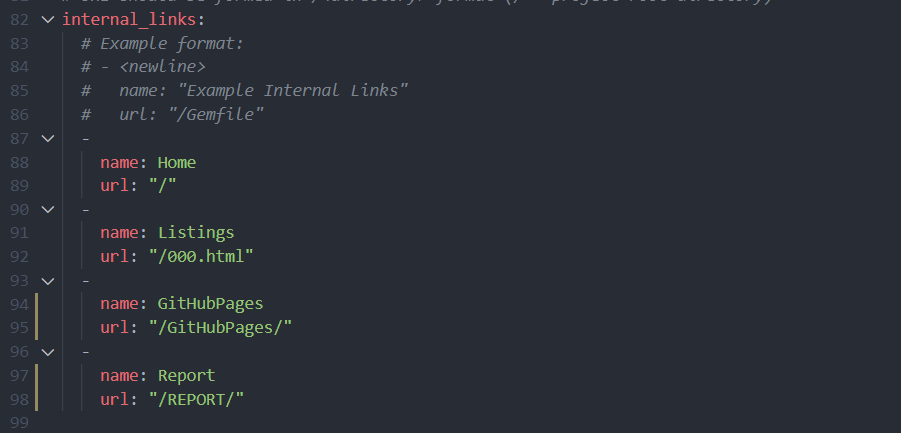 82 internal_links:
83 # Example format:
84 # - <newline>
85 #   name: "Example Internal Links"
86 #   url: "/Gemfile"
87 -
88 name: Home
89 url: "/"
90 -
91 name: Listings
92 url: "/000.html"
93 -
94 name: GitHubPages
95 url: "/GitHubPages/"
96 -
97 name: Report
98 url: "/REPORT/"
99